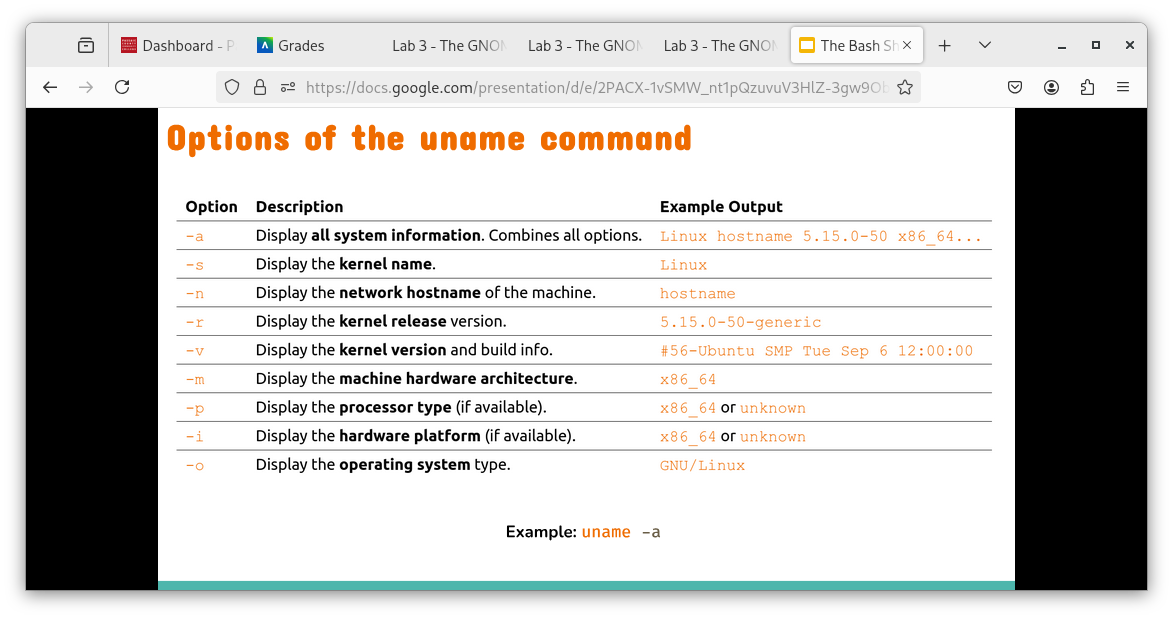 Dashboard - P Grades Lab 3 - The GNOM Lab 3 - The GNOM Lab 3 - The GNOM The Bash Sh
https://docs.google.com/presentation/d/e/2PACX-1vSMW_nt1pQzuvuV3HlZ-3gw9Ob
Options of the uname command
Option Description Example Output
-a Display all system information. Combines all options. Linux hostname 5.15.0-50 x86_64...
-s Display the kernel name. Linux
-n Display the network hostname of the machine. hostname
-r Display the kernel release version. 5.15.0-50-generic
-v Display the kernel version and build info. #56-Ubuntu SMP Tue Sep 6 12:00:00
-m Display the machine hardware architecture. x86_64
-p Display the processor type (if available). x86_64 or unknown
-i Display the hardware platform (if available). x86_64 or unknown
-o Display the operating system type. GNU/Linux
Example: uname -a